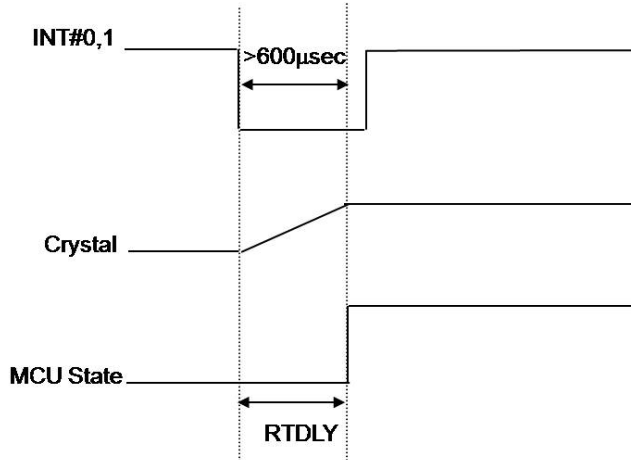 INT#0,1
>600μsec
Crystal
MCU State
RTDLY